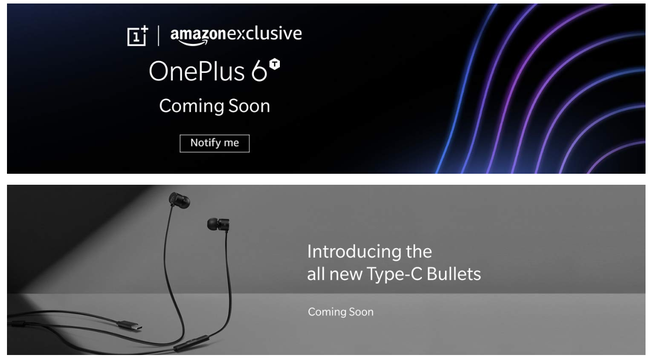 1+ | amazonexclusive
OnePlus 6T
Coming Soon
Notify me
Introducing the
all new Type-C Bullets
Coming Soon